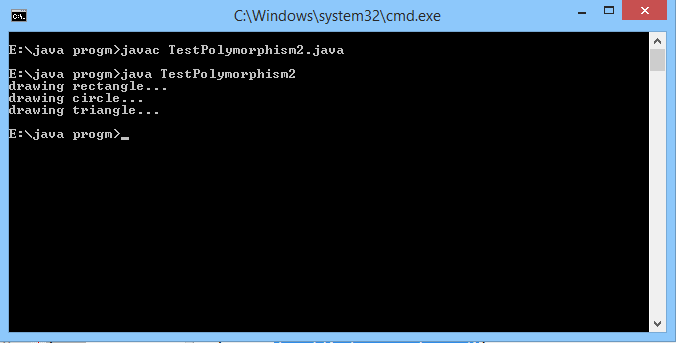 C:\Windows\system32\cmd.exe
E:\java progm>javac TestPolymorphism2.java
E:\java progm>java TestPolymorphism2
drawing rectangle...
drawing circle...
drawing triangle...
E:\java progm>_